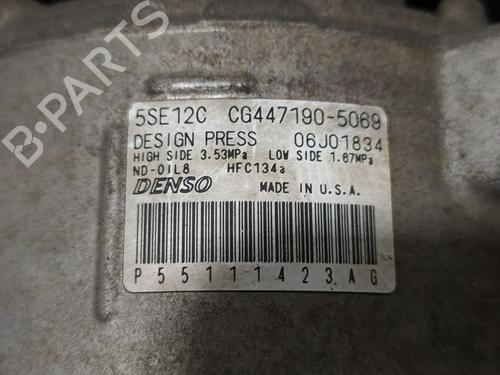 5SE12C CG447190-5069
DESIGN PRESS 06J01834
HIGH SIDE 3.53MPa LOW SIDE 1.67MPa
ND-OIL8 HFC134a
DENSO MADE IN U.S.A.
P55111423AG
B-PARTS